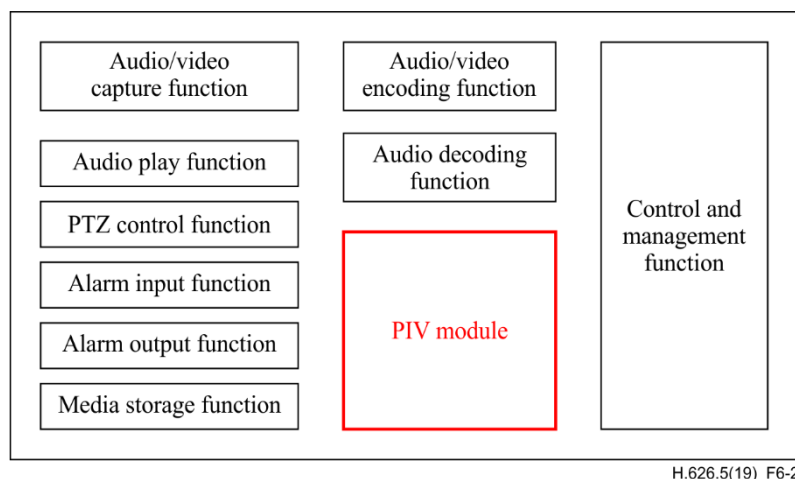 Audio/video
capture function
Audio play function
PTZ control function
Alarm input function
Alarm output function
Media storage function
Audio/video
encoding function
Audio decoding
function
PIV module
Control and
management
function
H.626.5(19)_F6-2